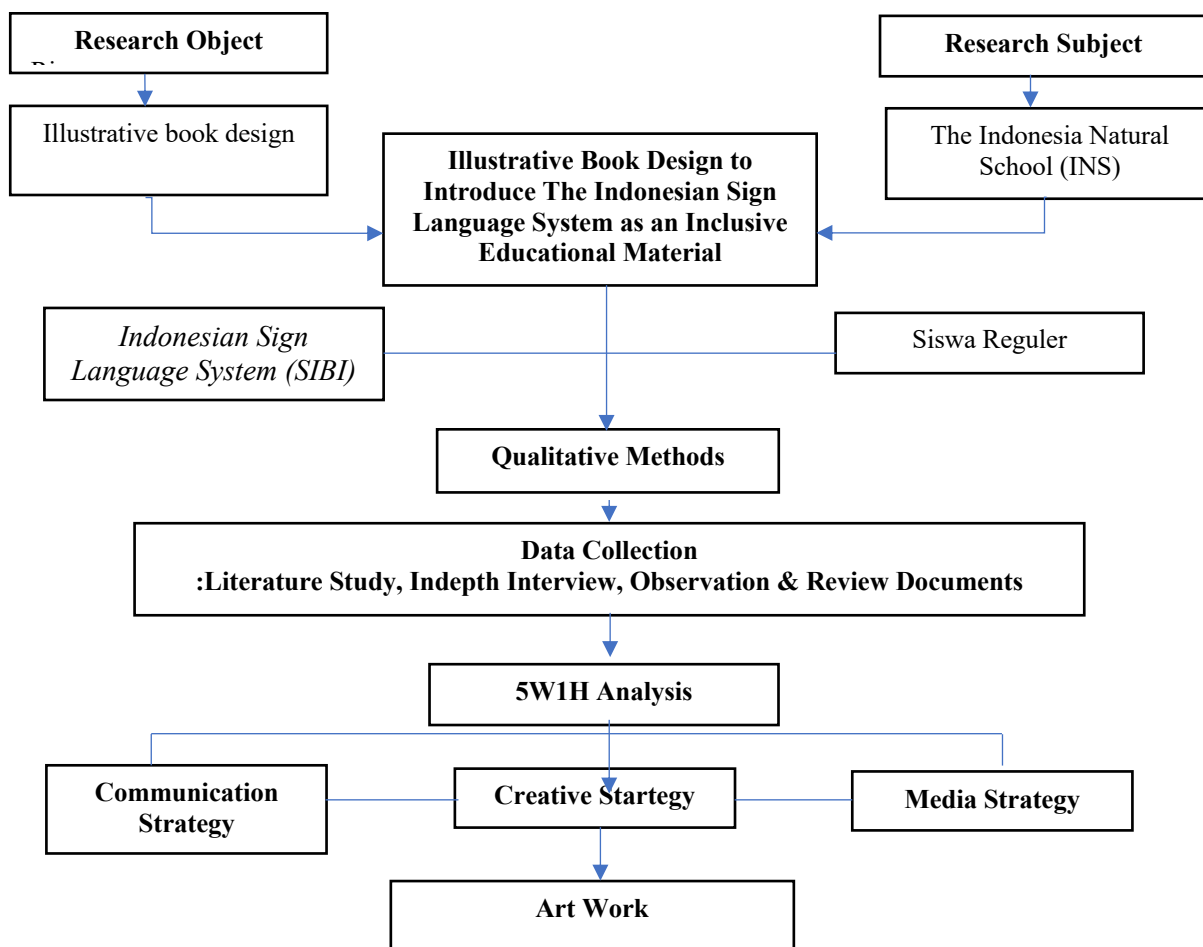 Research Object
Research Subject
Illustrative book design
The Indonesia Natural
School (INS)
Illustrative Book Design to
Introduce The Indonesian Sign
Language System as an Inclusive
Educational Material
Indonesian Sign
Language System (SIBI)
Siswa Reguler
Qualitative Methods
Data Collection
:Literature Study, Indepth Interview, Observation & Review Documents
5W1H Analysis
Communication
Strategy
Creative Startegy
Media Strategy
Art Work